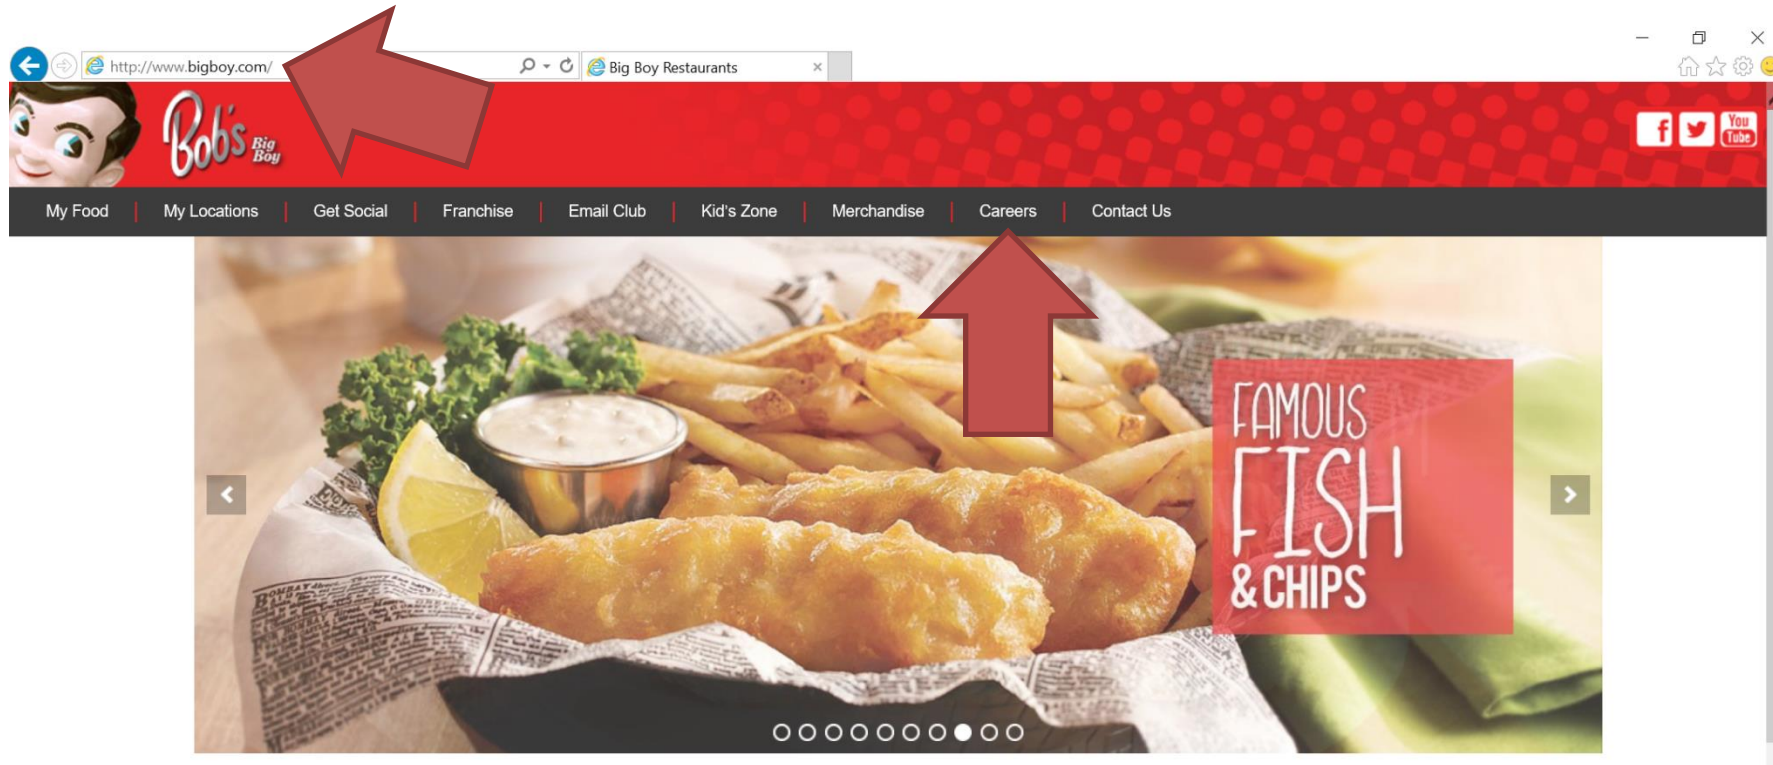 http://www.bigboy.com/
Big Boy Restaurants
Bob's Big Boy
f You Tube
My Food | My Locations | Get Social | Franchise | Email Club | Kid's Zone | Merchandise | Careers | Contact Us
FAMOUS
FISH
& CHIPS